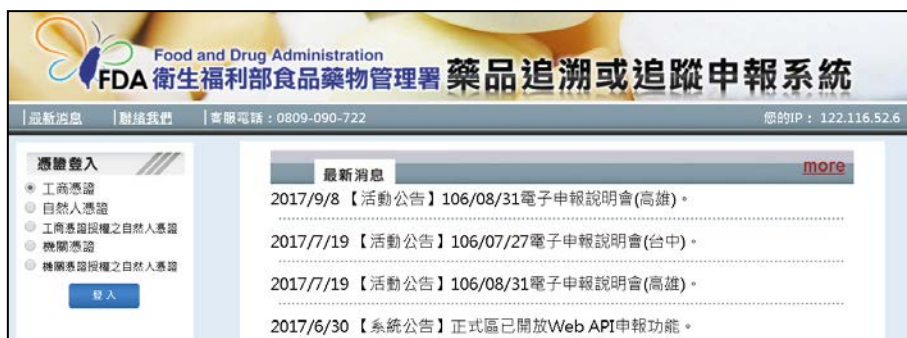 Food and Drug Administration
FDA 衛生福利部食品藥物管理署 藥品追溯或追蹤申報系統
最新消息 | 聯絡我們 | 客服電話：0809-090-722 您的IP： 122.116.52.6
憑證登入
工商憑證
自然人憑證
工商憑證授權之自然人憑證
機關憑證
機關憑證授權之自然人憑證
登入
最新消息
more
2017/9/8 【活動公告】106/08/31電子申報說明會(高雄)。
2017/7/19 【活動公告】106/07/27電子申報說明會(台中)。
2017/7/19 【活動公告】106/08/31電子申報說明會(高雄)。
2017/6/30 【系統公告】正式區已開放Web API申報功能。